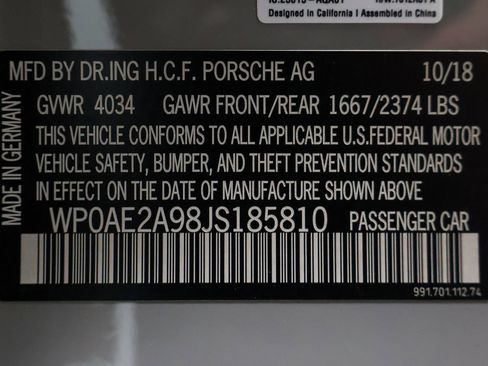 Designed in California | Assembled in China
MFD BY DR.ING H.C.F. PORSCHE AG 10/18
GVWR 4034 GAWR FRONT/REAR 1667/2374 LBS
THIS VEHICLE CONFORMS TO ALL APPLICABLE U.S.FEDERAL MOTOR
VEHICLE SAFETY, BUMPER, AND THEFT PREVENTION STANDARDS
IN EFFECT ON THE DATE OF MANUFACTURE SHOWN ABOVE
WP0AE2A98JS185810 PASSENGER CAR
MADE IN GERMANY
991.701.112.74